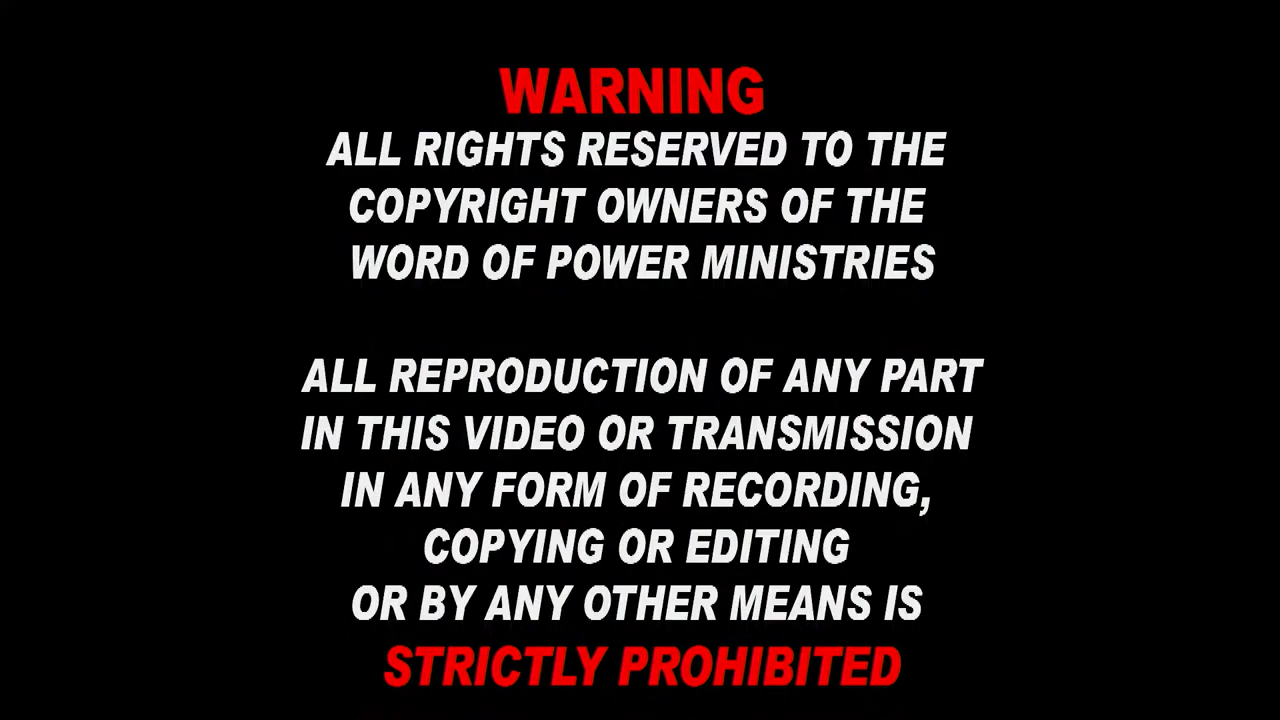 WARNING
ALL RIGHTS RESERVED TO THE
COPYRIGHT OWNERS OF THE
WORD OF POWER MINISTRIES
ALL REPRODUCTION OF ANY PART
IN THIS VIDEO OR TRANSMISSION
IN ANY FORM OF RECORDING,
COPYING OR EDITING
OR BY ANY OTHER MEANS IS
STRICTLY PROHIBITED